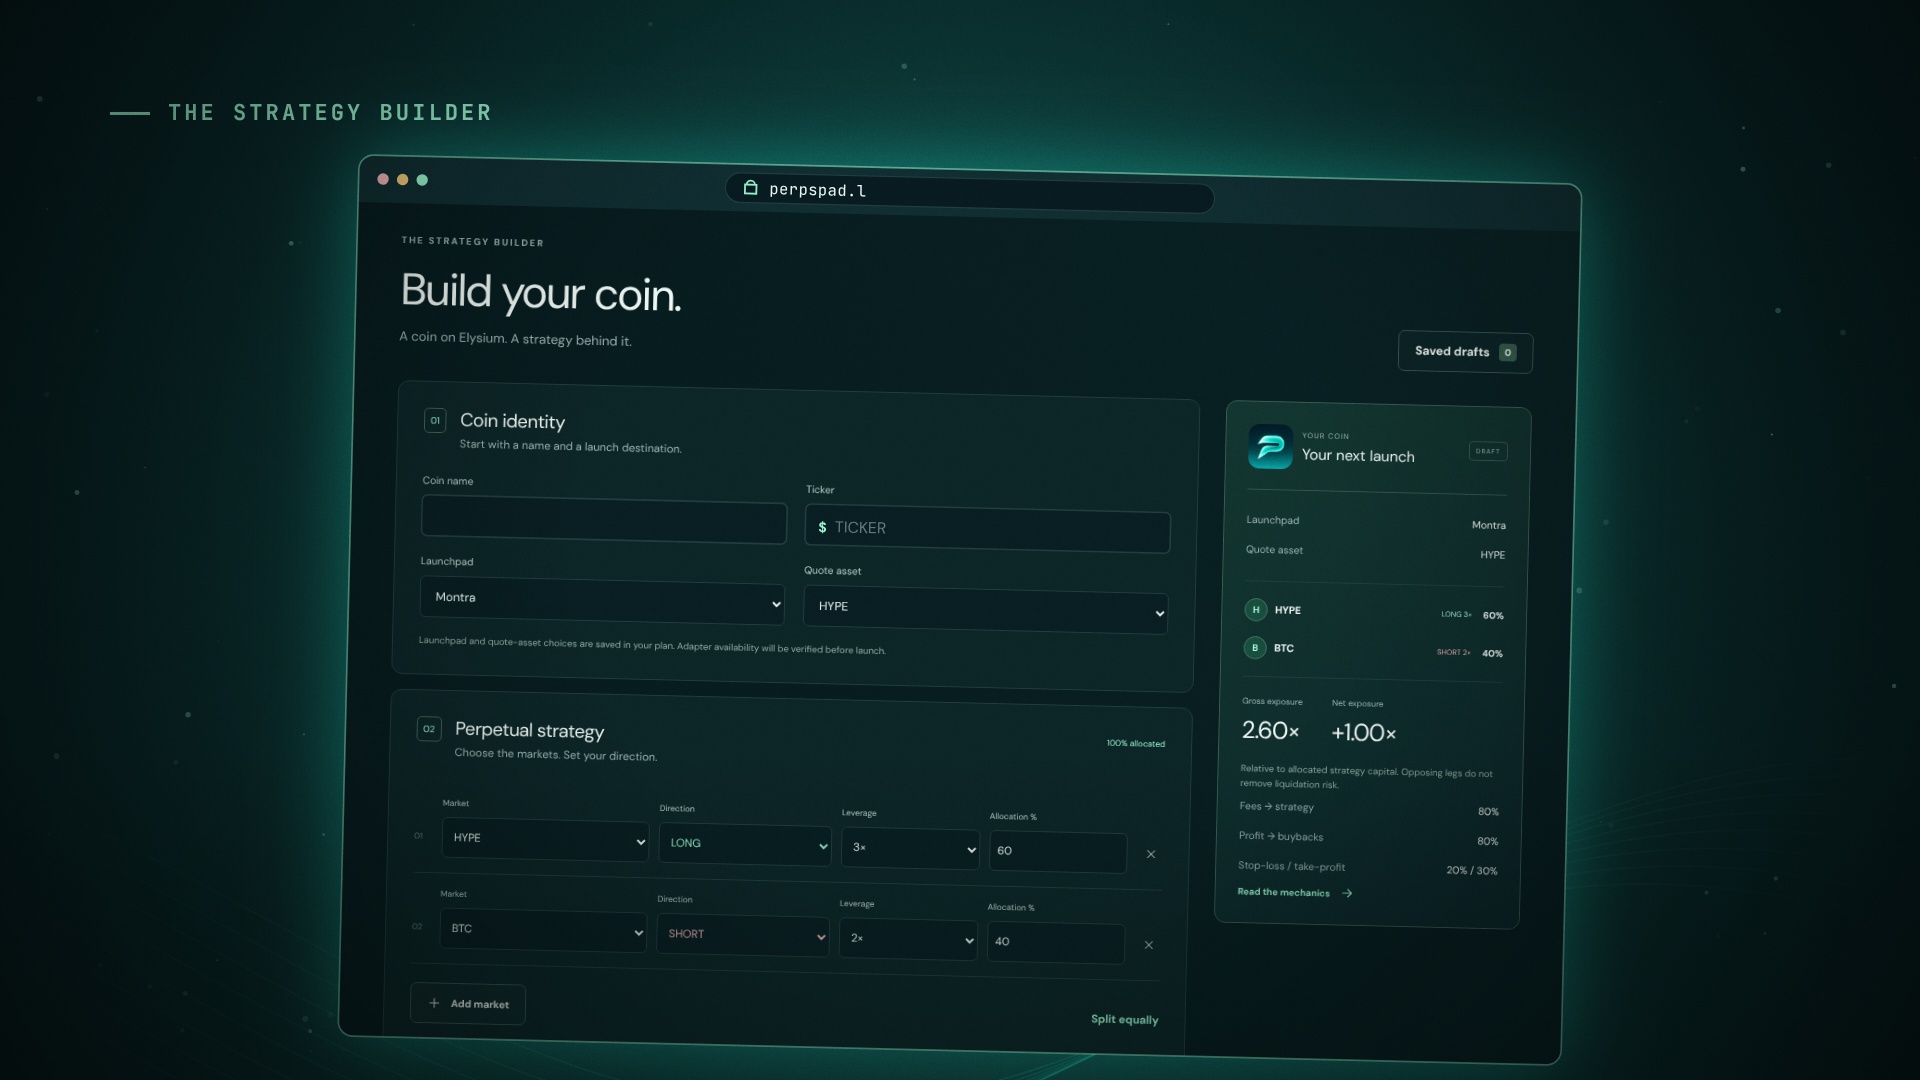 THE STRATEGY BUILDER
perpspad.l
THE STRATEGY BUILDER
Build your coin.
A coin on Elysium. A strategy behind it.
Saved drafts 0
01 Coin identity
Start with a name and a launch destination.
Coin name
Ticker
$ TICKER
Launchpad
Quote asset
Montra
HYPE
Launchpad and quote-asset choices are saved in your plan. Adapter availability will be verified before launch.
02 Perpetual strategy
Choose the markets. Set your direction.
100% allocated
Market Direction Leverage Allocation %
01 HYPE LONG 3× 60 ×
Market Direction Leverage Allocation %
02 BTC SHORT 2× 40 ×
+ Add market
Split equally
YOUR COIN
Your next launch
DRAFT
Launchpad Montra
Quote asset HYPE
H HYPE LONG 3× 60%
B BTC SHORT 2× 40%
Gross exposure Net exposure
2.60× +1.00×
Relative to allocated strategy capital. Opposing legs do not
remove liquidation risk.
Fees → strategy 80%
Profit → buybacks 80%
Stop-loss / take-profit 20% / 30%
Read the mechanics →